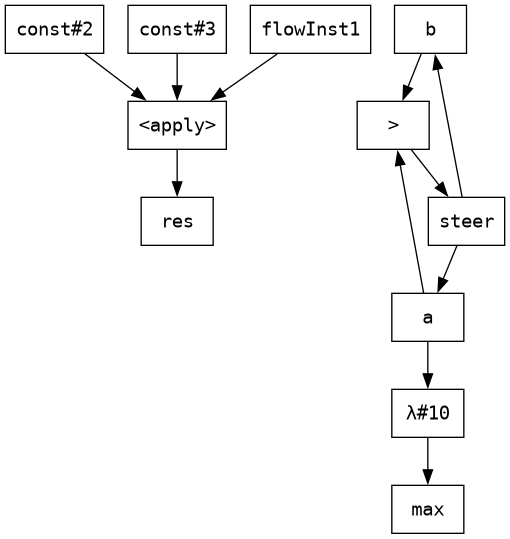 const#2
const#3
flowInst1
b
<apply>
>
res
steer
a
λ#10
max